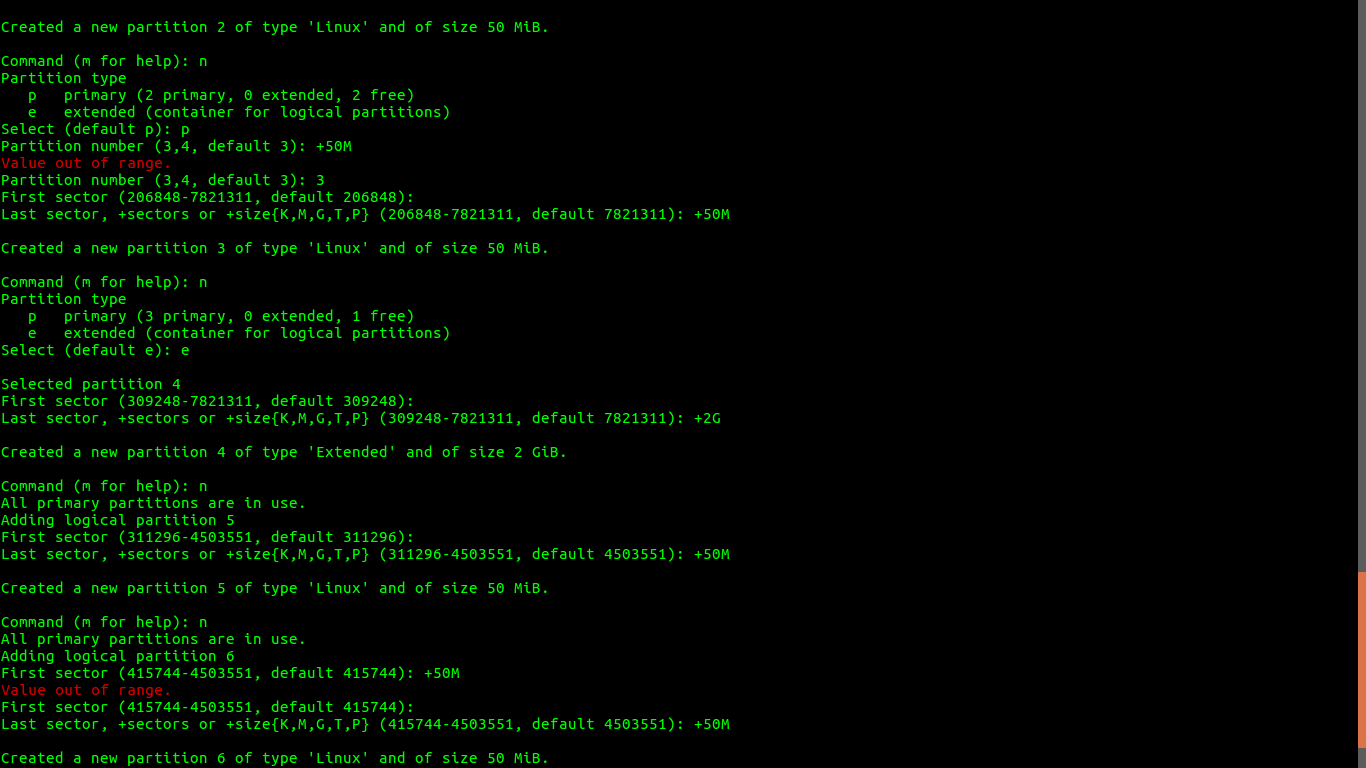 Created a new partition 2 of type 'Linux' and of size 50 MiB.
Command (m for help): n
Partition type
   p   primary (2 primary, 0 extended, 2 free)
   e   extended (container for logical partitions)
Select (default p): p
Partition number (3,4, default 3): +50M
Value out of range.
Partition number (3,4, default 3): 3
First sector (206848-7821311, default 206848):
Last sector, +sectors or +size{K,M,G,T,P} (206848-7821311, default 7821311): +50M
Created a new partition 3 of type 'Linux' and of size 50 MiB.
Command (m for help): n
Partition type
   p   primary (3 primary, 0 extended, 1 free)
   e   extended (container for logical partitions)
Select (default e): e
Selected partition 4
First sector (309248-7821311, default 309248):
Last sector, +sectors or +size{K,M,G,T,P} (309248-7821311, default 7821311): +2G
Created a new partition 4 of type 'Extended' and of size 2 GiB.
Command (m for help): n
All primary partitions are in use.
Adding logical partition 5
First sector (311296-4503551, default 311296):
Last sector, +sectors or +size{K,M,G,T,P} (311296-4503551, default 4503551): +50M
Created a new partition 5 of type 'Linux' and of size 50 MiB.
Command (m for help): n
All primary partitions are in use.
Adding logical partition 6
First sector (415744-4503551, default 415744): +50M
Value out of range.
First sector (415744-4503551, default 415744):
Last sector, +sectors or +size{K,M,G,T,P} (415744-4503551, default 4503551): +50M
Created a new partition 6 of type 'Linux' and of size 50 MiB.